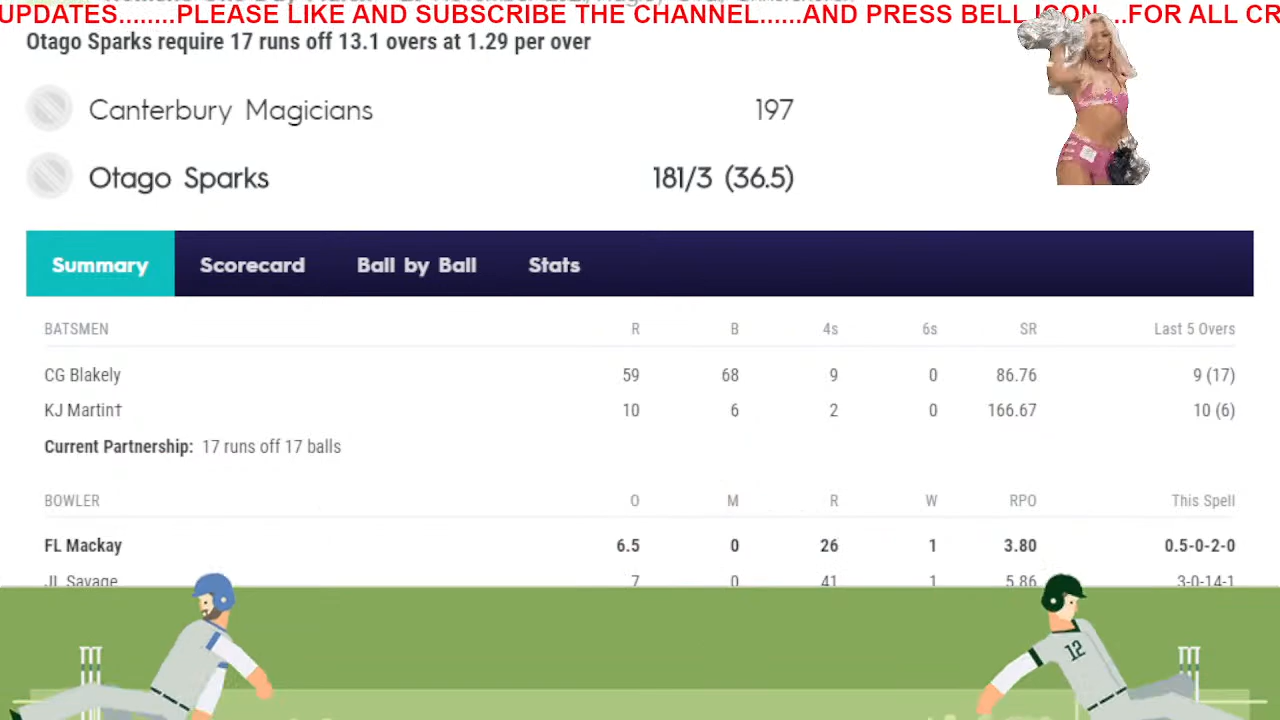 UPDATES........PLEASE LIKE AND SUBSCRIBE THE CHANNEL......AND PRESS BELL ICON....FOR ALL CR
Otago Sparks require 17 runs off 13.1 overs at 1.29 per over
Canterbury Magicians 197
Otago Sparks 181/3 (36.5)
Summary Scorecard Ball by Ball Stats
BATSMEN R B 4s 6s SR Last 5 Overs
CG Blakely 59 68 9 0 86.76 9 (17)
KJ Martin† 10 6 2 0 166.67 10 (6)
Current Partnership: 17 runs off 17 balls
BOWLER O M R W RPO This Spell
FL Mackay 6.5 0 26 1 3.80 0.5-0-2-0
JL Savage 7 0 41 1 5.86 3-0-14-1
12